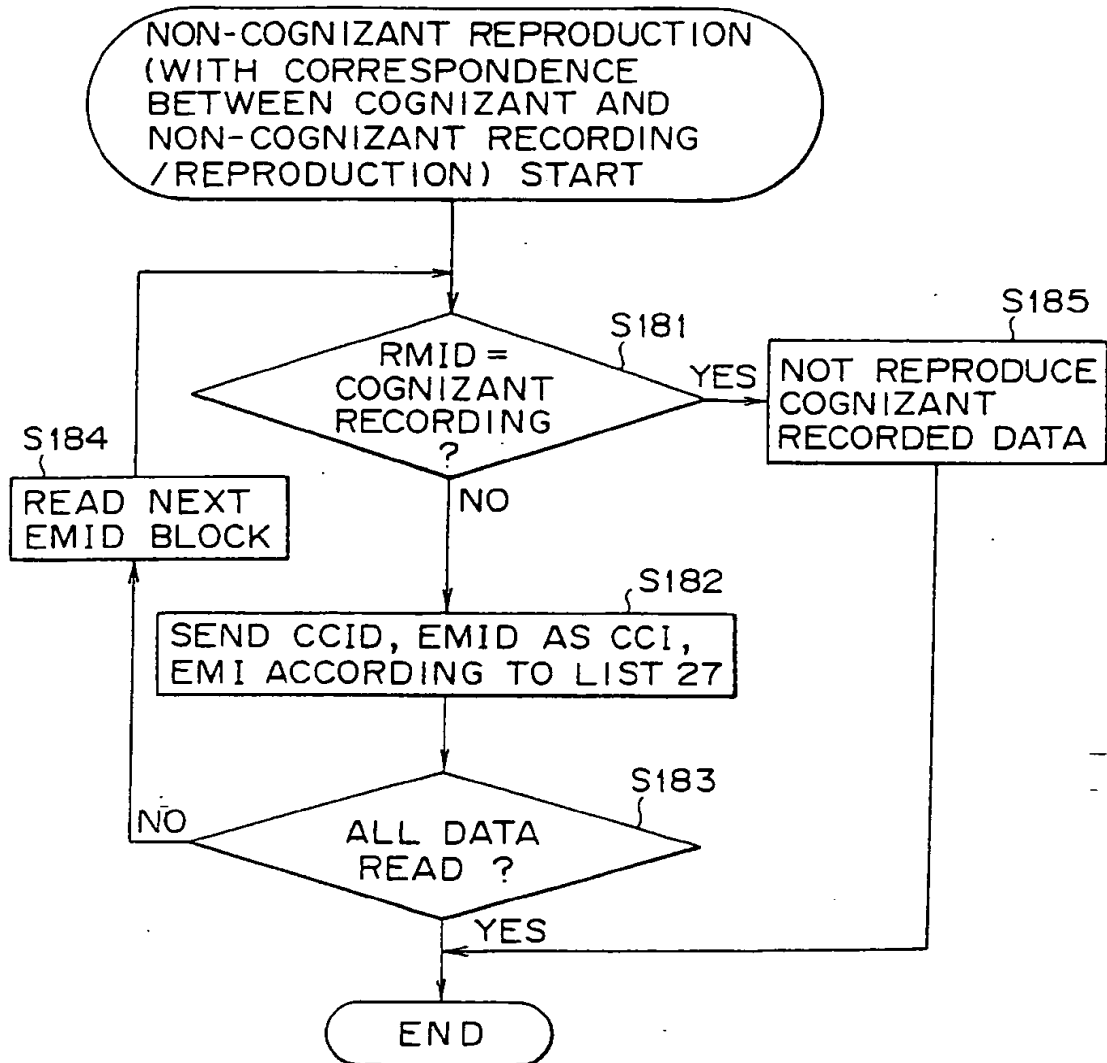 NON-COGNIZANT REPRODUCTION
(WITH CORRESPONDENCE
BETWEEN COGNIZANT AND
NON-COGNIZANT RECORDING
/REPRODUCTION) START
S181
RMID =
COGNIZANT
RECORDING
?
YES
S185
NOT REPRODUCE
COGNIZANT
RECORDED DATA
S184
READ NEXT
EMID BLOCK
NO
S182
SEND CCID, EMID AS CCI,
EMI ACCORDING TO LIST 27
S183
NO
ALL DATA
READ ?
YES
END